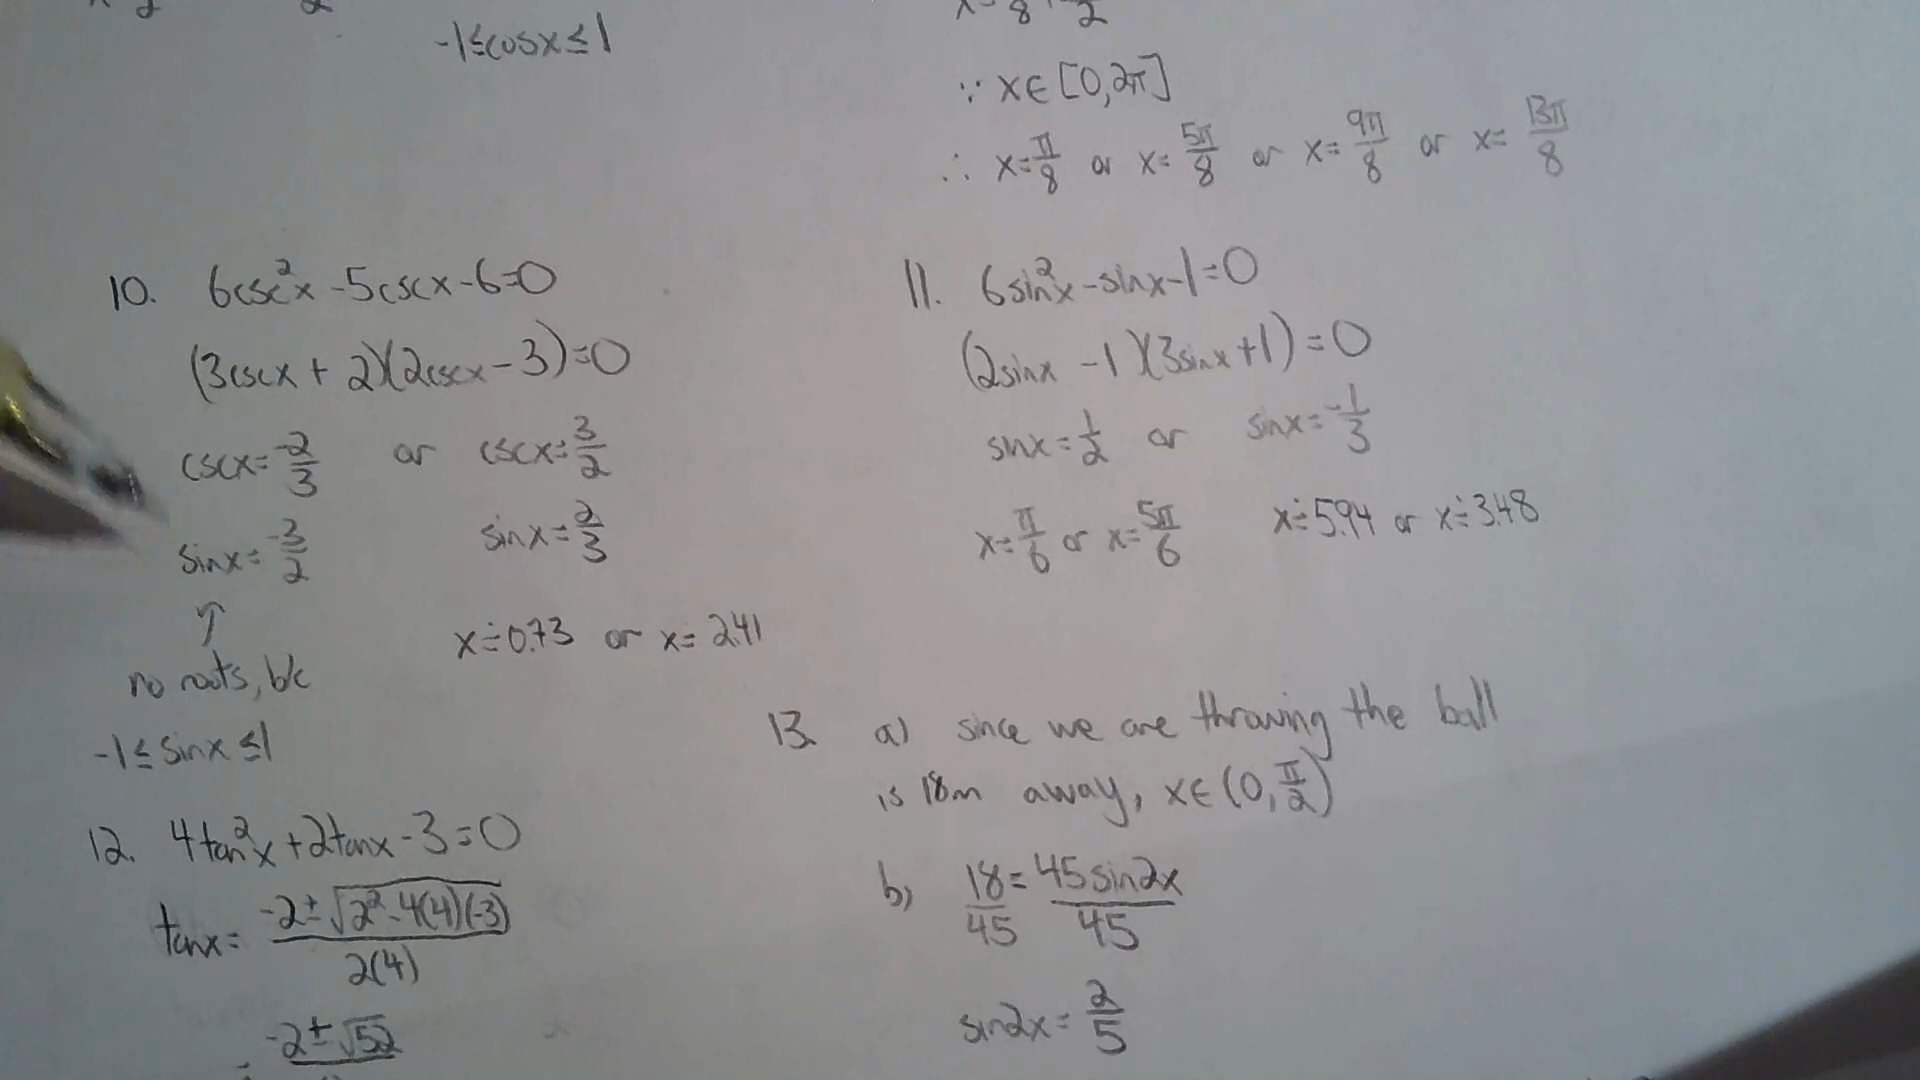 -1≤cosx≤1
∵ x∈[0,2π]
∴ x=π/8 or x=5π/8 or x=9π/8 or x=13π/8
10. 6csc²x-5cscx-6=0
(3cscx+2)(2cscx-3)=0
cscx=-2/3 or cscx=3/2
sinx=-3/2 sinx=2/3
↑
x≐0.73 or x=2.41
no roots, b/c
-1≤sinx≤1
11. 6sin²x-sinx-1=0
(2sinx-1)(3sinx+1)=0
sinx=1/2 or sinx=-1/3
x=π/6 or x=5π/6 x≐5.94 or x≐3.48
12. 4tan²x+2tanx-3=0
tanx=(-2±√(2²-4(4)(-3)))/(2(4))
=(-2±√52)/
13. a) since we are throwing the ball
is 18m away, x∈(0,π/2)
b) 18/45=45sin2x/45
sin2x=2/5